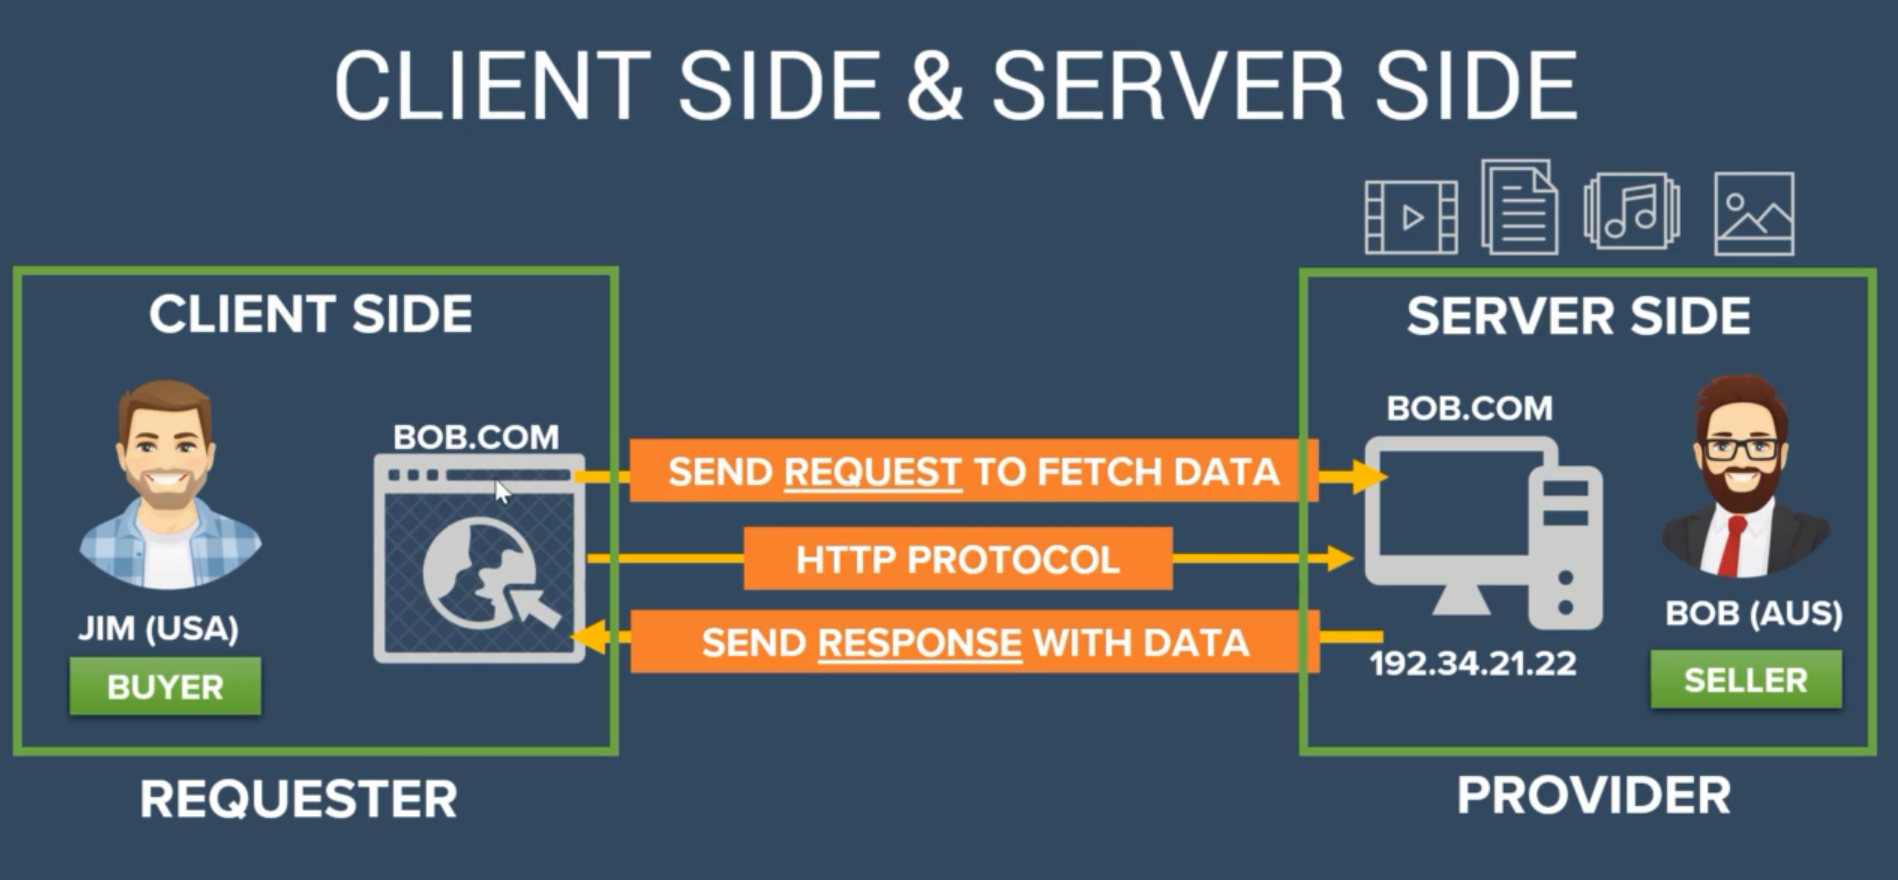 CLIENT SIDE & SERVER SIDE
CLIENT SIDE
BOB.COM
JIM (USA)
BUYER
REQUESTER
SEND REQUEST TO FETCH DATA
HTTP PROTOCOL
SEND RESPONSE WITH DATA
SERVER SIDE
BOB.COM
192.34.21.22
BOB (AUS)
SELLER
PROVIDER